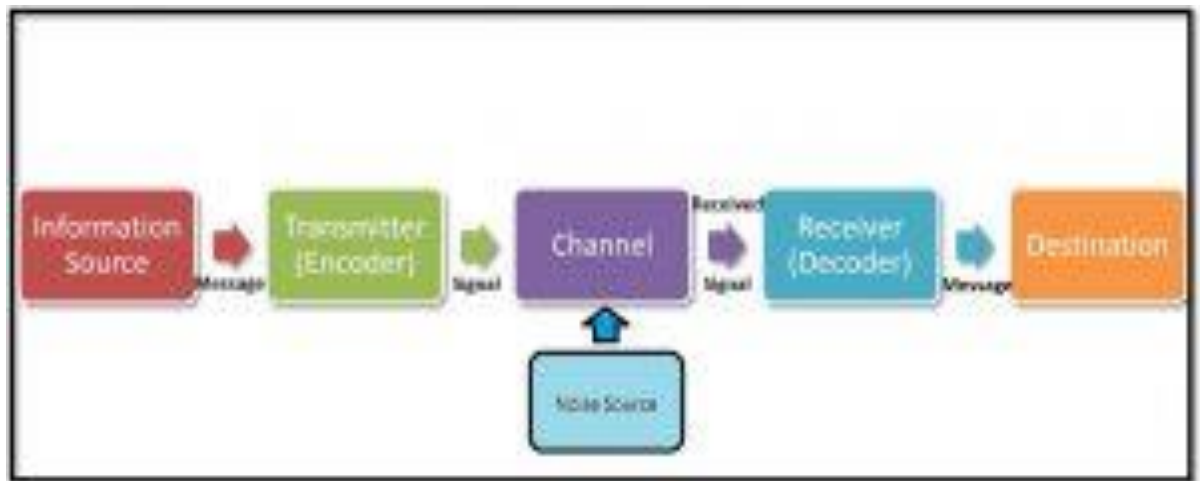 Information
Source
Message
Transmitter
(Encoder)
Signal
Channel
Received
Signal
Receiver
(Decoder)
Message
Destination
Noise Source